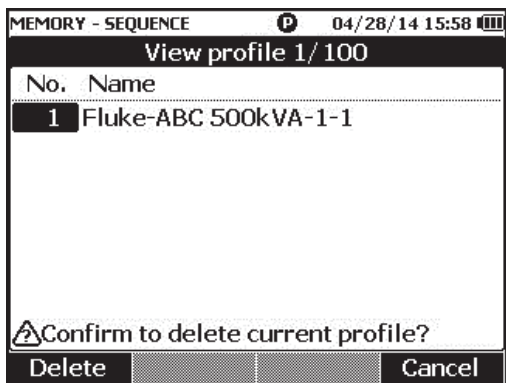 MEMORY - SEQUENCE P 04/28/14 15:58
View profile 1/100
No. Name
1 Fluke-ABC 500kVA-1-1
Confirm to delete current profile?
Delete Cancel